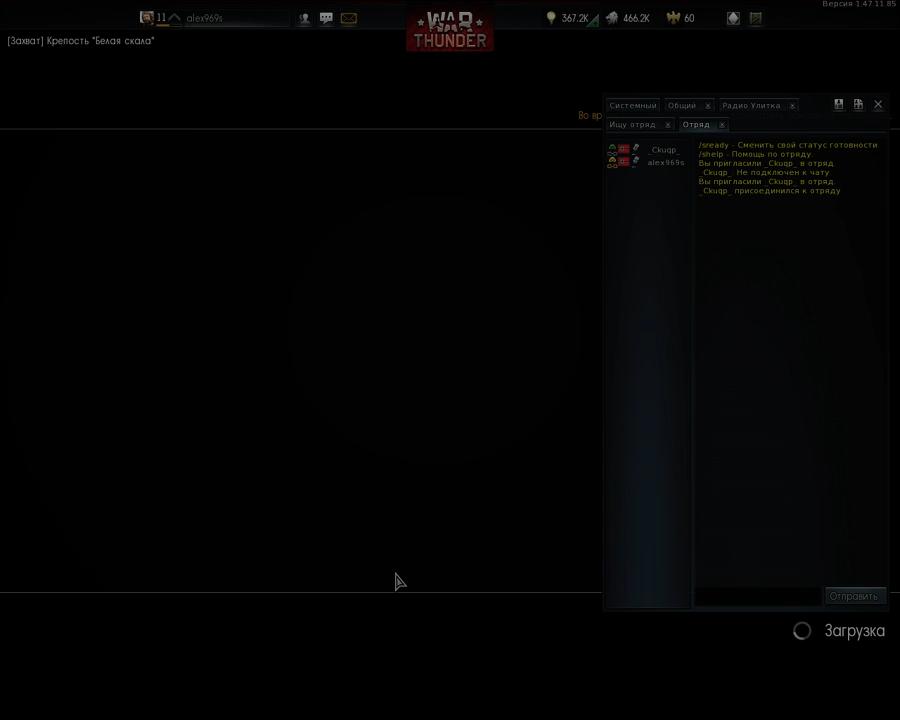 Версия 1.47.11.85
11 alex969s
WAR THUNDER
367.2K 466.2K 60
[Захват] Крепость "Белая скала"
Системный Общий Радио Улитка
Во вр
Ищу отряд Отряд
_Ckuqp_
alex969s
/sready - Сменить свой статус готовности
/shelp - Помощь по отряду
Вы пригласили _Ckuqp_ в отряд
_Ckuqp_ Не подключен к чату
Вы пригласили _Ckuqp_ в отряд.
_Ckuqp_ присоединился к отряду
Отправить
Загрузка